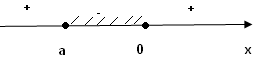 + - +
a 0 x